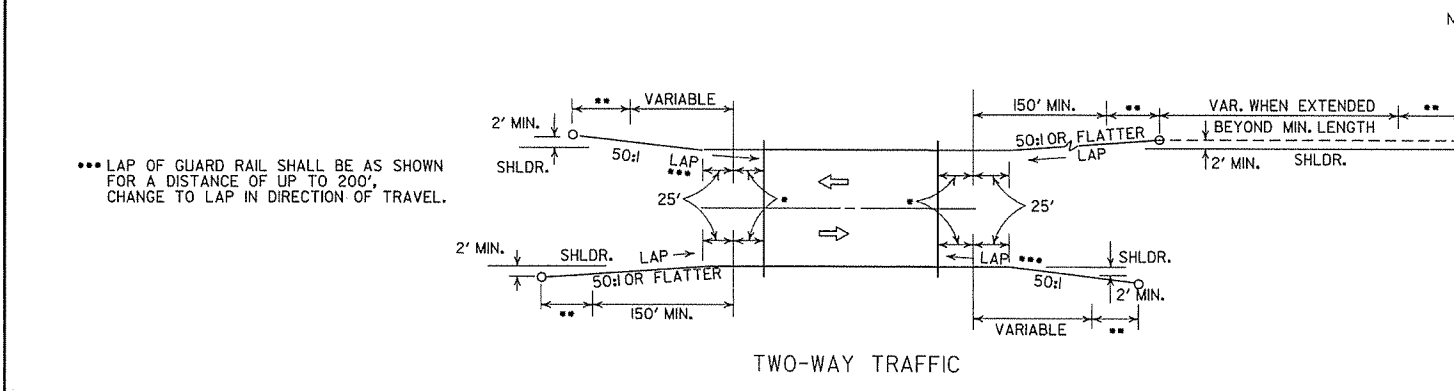 M
** VARIABLE
150' MIN. ** VAR. WHEN EXTENDED **
2' MIN. 50:1 OR FLATTER BEYOND MIN. LENGTH
SHLDR. 50:1 LAP LAP 2' MIN. SHLDR.
***
*** LAP OF GUARD RAIL SHALL BE AS SHOWN
FOR A DISTANCE OF UP TO 200',
CHANGE TO LAP IN DIRECTION OF TRAVEL.
25' * * 25'
2' MIN. SHLDR. LAP LAP *** SHLDR.
50:1 OR FLATTER 50:1 2' MIN.
** 150' MIN. VARIABLE **
TWO-WAY TRAFFIC